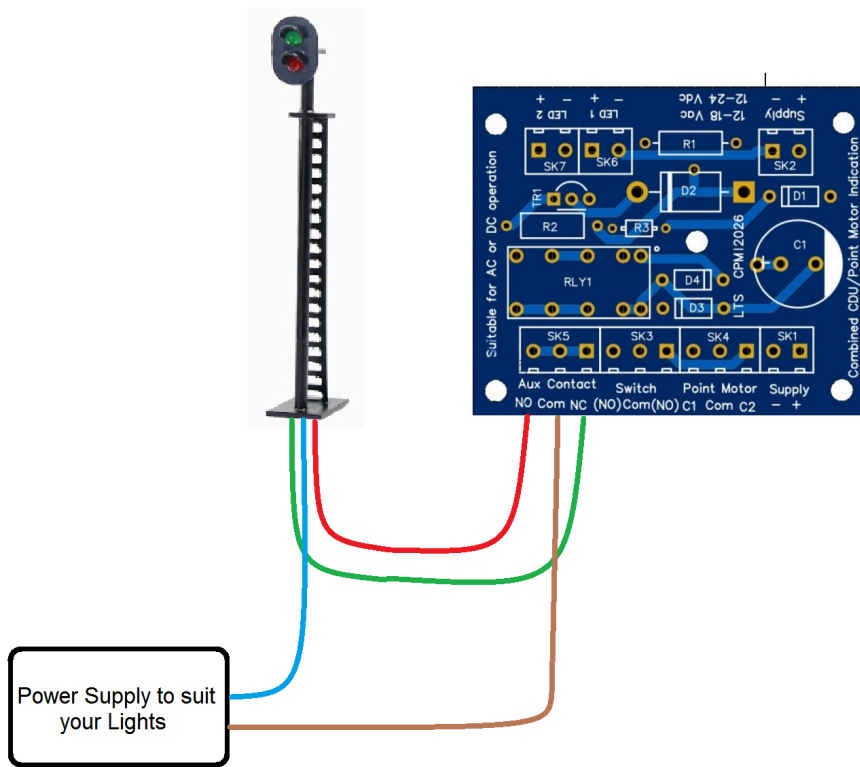 + − + −
LED 2 LED 1
12-24 Vdc
12-18 Vac
+ −
Supply
SK7 SK6 R1 SK2
TR1
D2
D1
R2
R3
C1
+
RLY1
D4
D3
Suitable for AC or DC operation
CPMI2026
LTS
Combined CDU/Point Motor Indication
SK5 SK3 SK4 SK1
Aux Contact Switch Point Motor Supply
NO Com NC (NO)Com(NO) C1 Com C2 − +
Power Supply to suit
your Lights